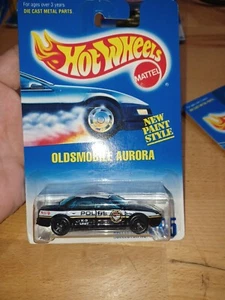 For ages over 3 years.
DIE CAST METAL PARTS.
Hot Wheels
MATTEL
OLDSMOBILE AURORA
NEW
PAINT
STYLE
POLICE